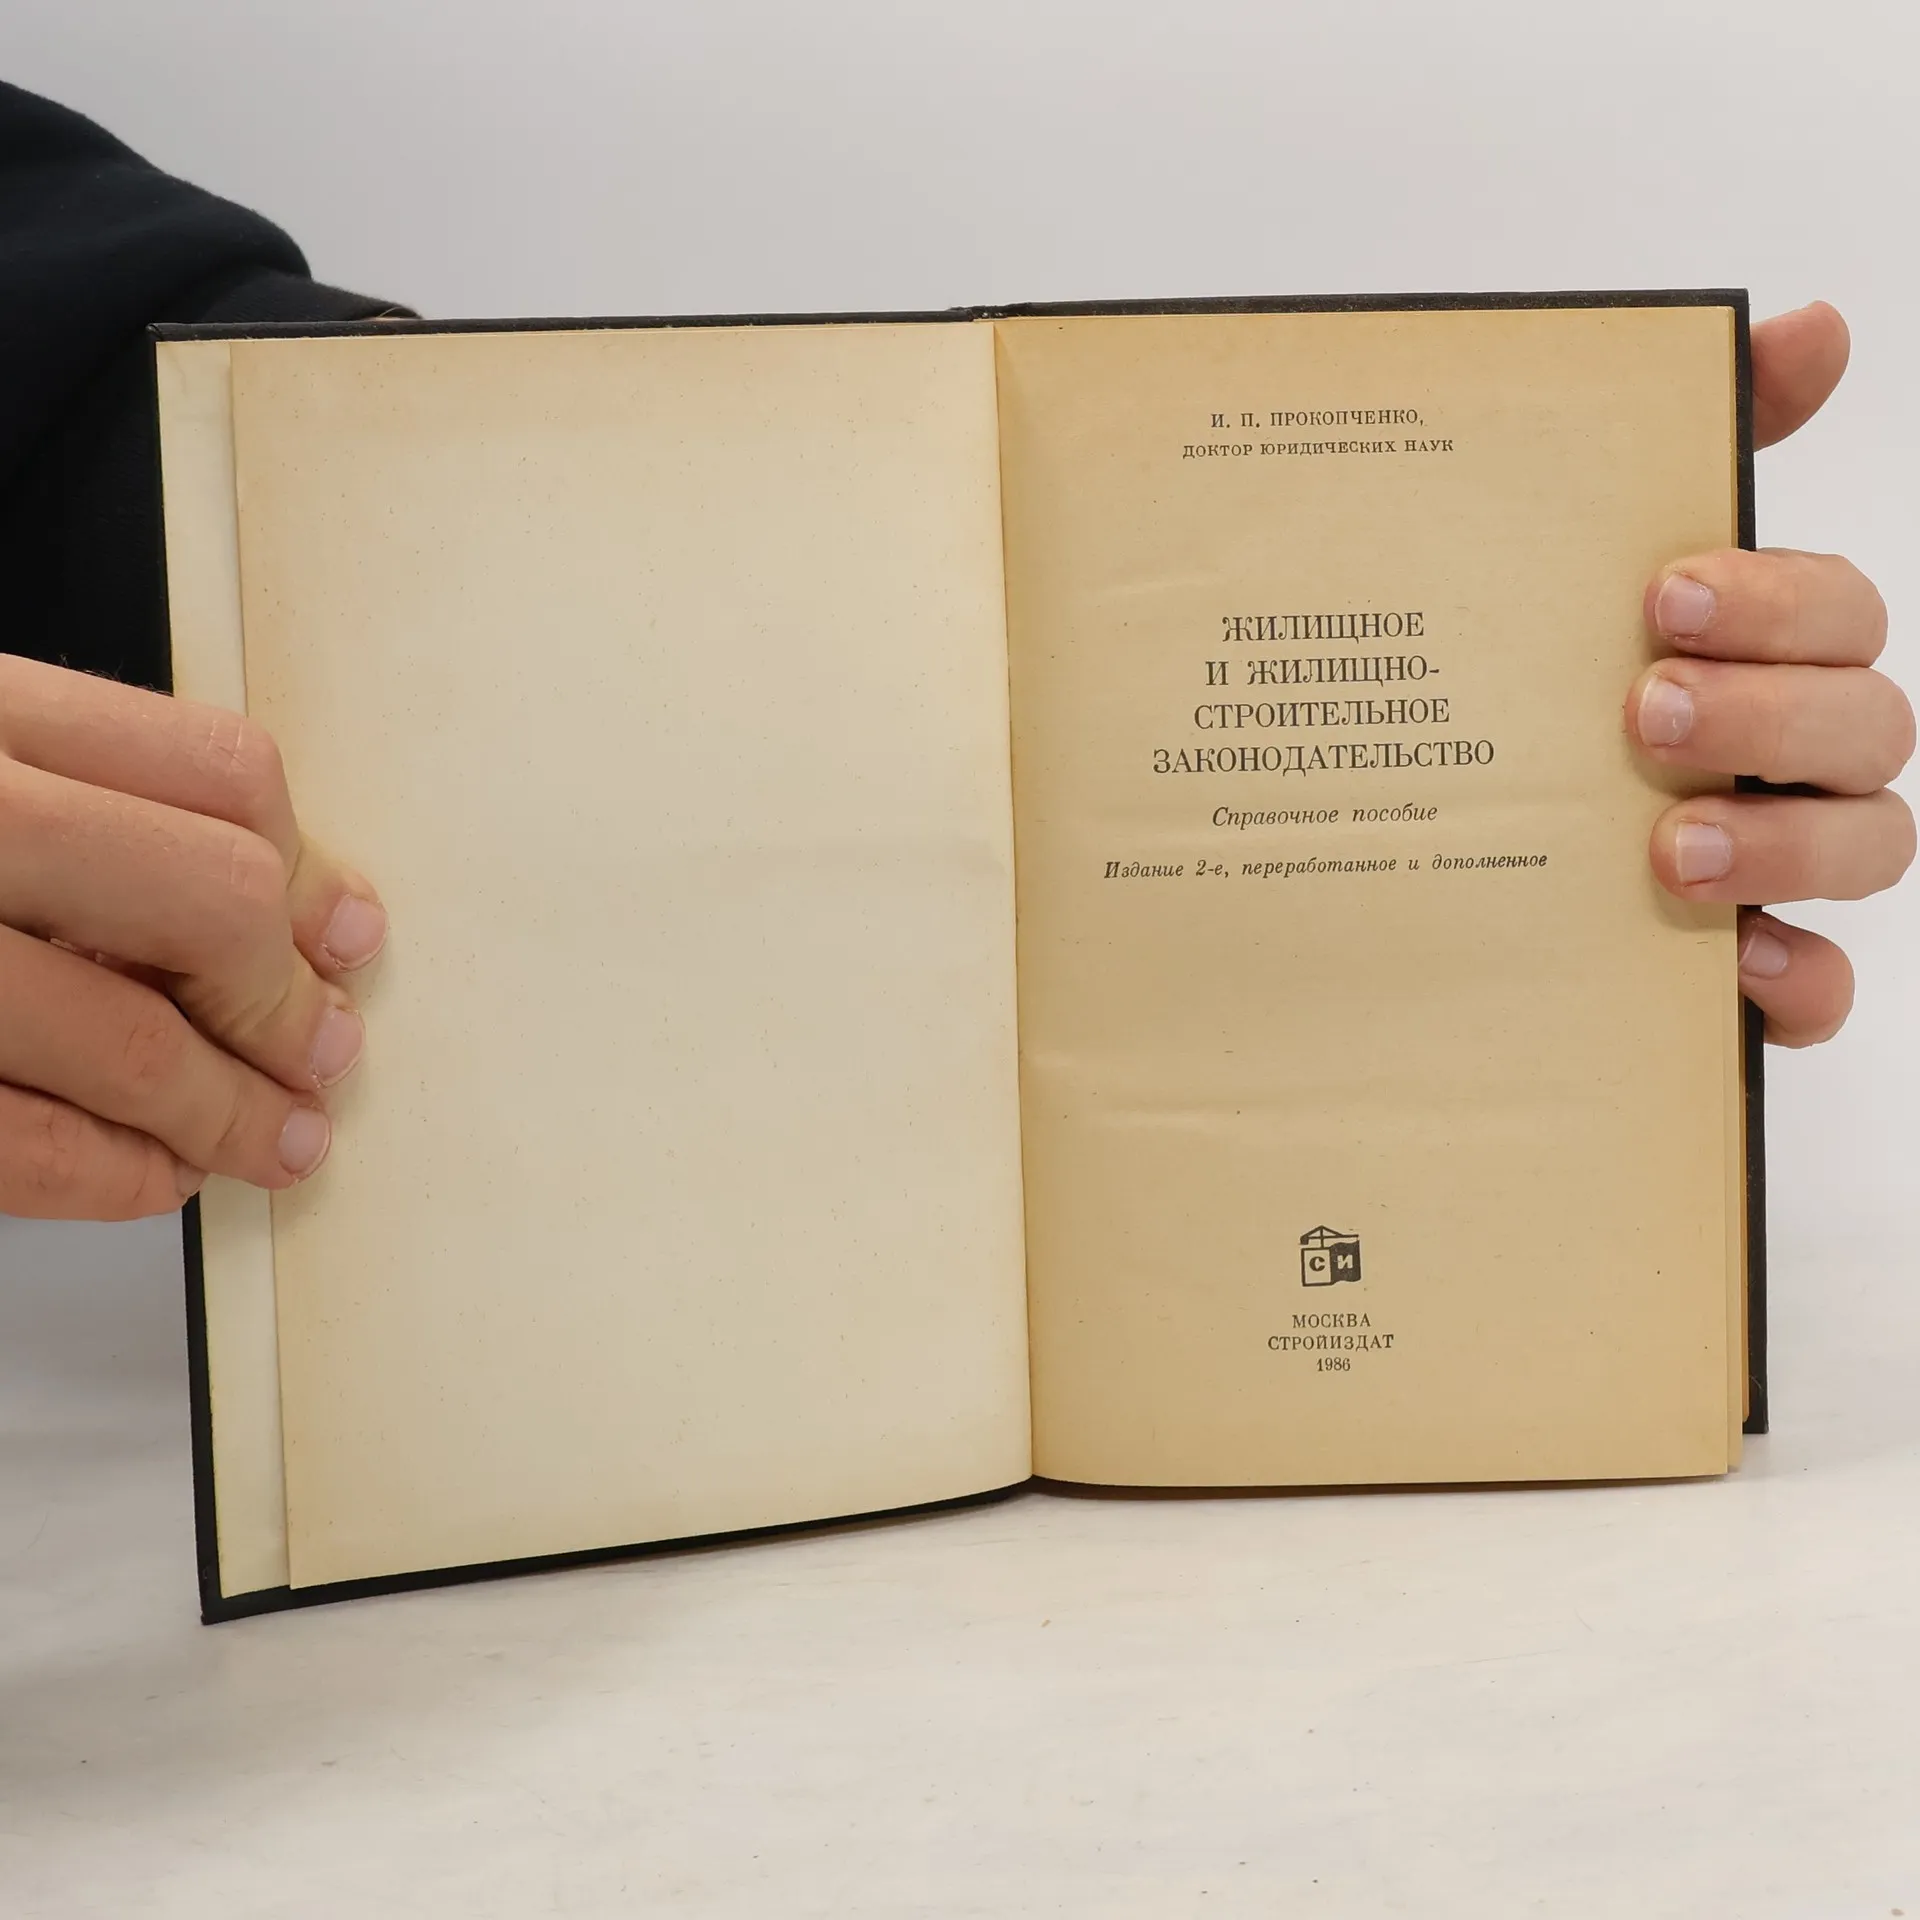 И. П. ПРОКОПЧЕНКО,
ДОКТОР ЮРИДИЧЕСКИХ НАУК
ЖИЛИЩНОЕ
И ЖИЛИЩНО-
СТРОИТЕЛЬНОЕ
ЗАКОНОДАТЕЛЬСТВО
Справочное пособие
Издание 2-е, переработанное и дополненное
СИ
МОСКВА
СТРОЙИЗДАТ
1986